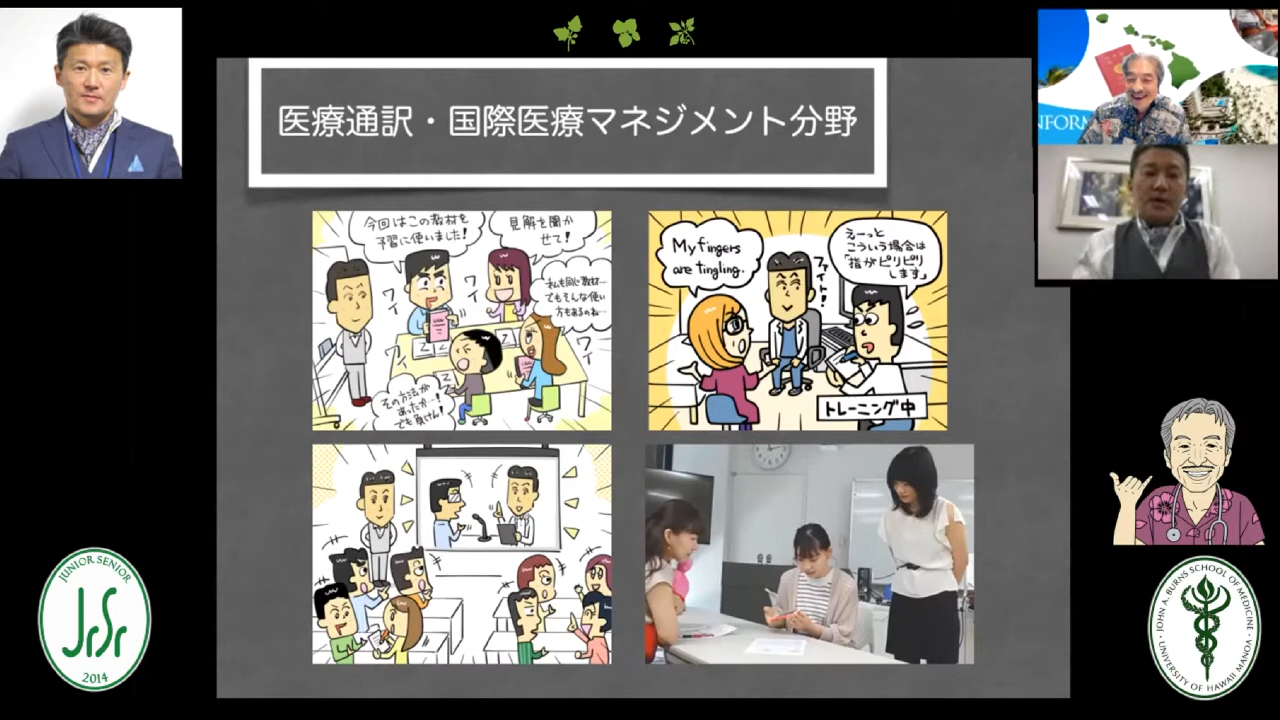 医療通訳・国際医療マネジメント分野
今回はこの教材を
予習に使いました!
見解を聞か
せて!
私も同じ教材…
でもそんな使い
方もあるのね…
ワイ
ワイ
ワイ
ワイ
その方法が
あったか…!
でも負けん!
My fingers
are tingling.
ファイト!
えーっと
こういう場合は
「指がピリピリ
します」
トレーニング中
INFORM
JUNIOR SENIOR
JrSr
2014
JOHN A. BURNS SCHOOL OF MEDICINE
UNIVERSITY OF HAWAII MANOA